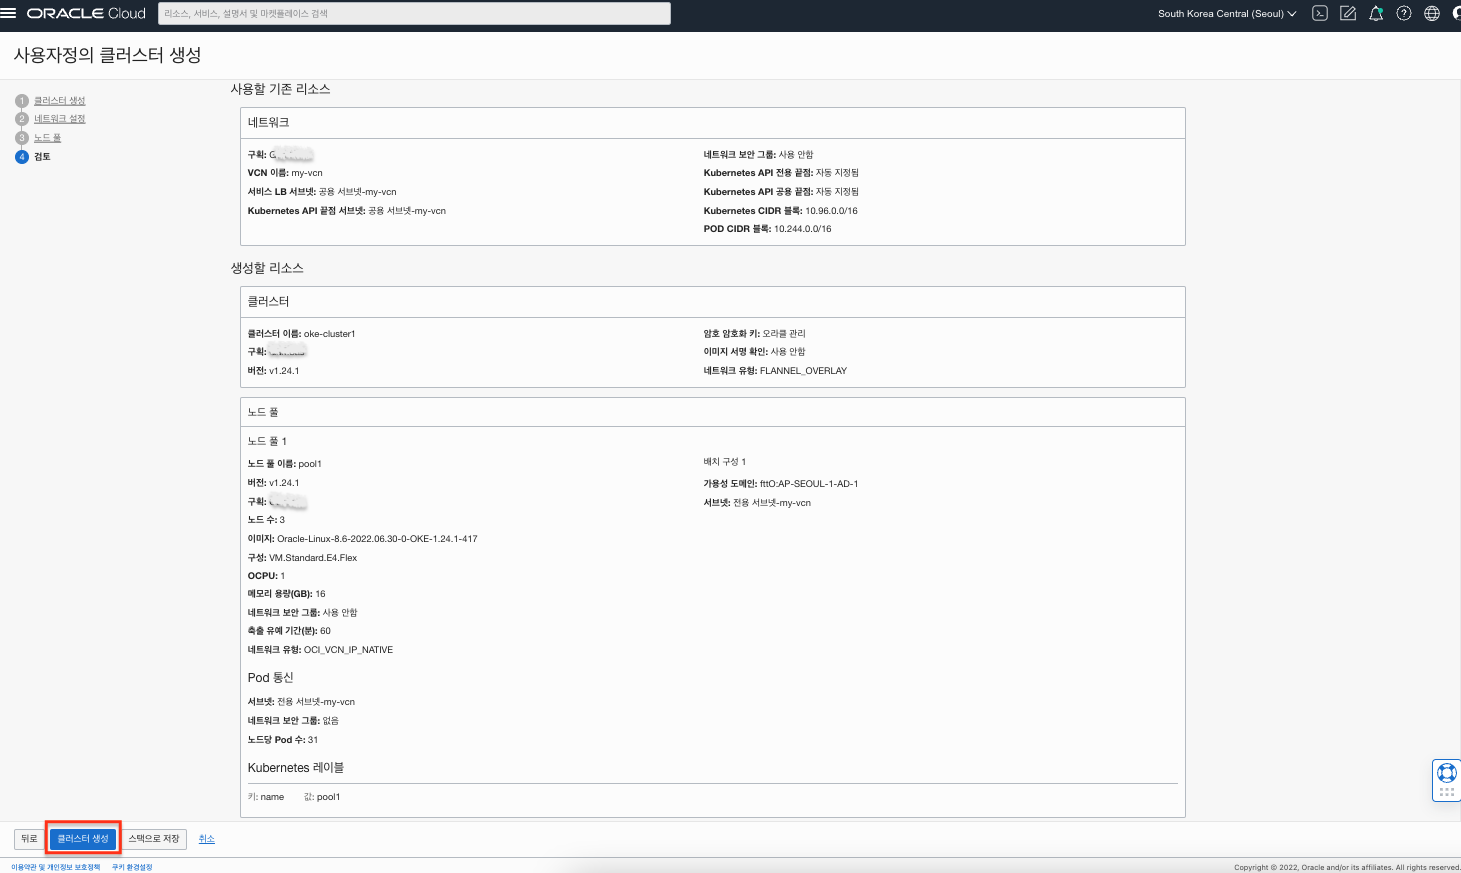 ORACLE Cloud
리소스, 서비스, 설명서 및 마켓플레이스 검색
South Korea Central (Seoul)
사용자정의 클러스터 생성
1 클러스터 생성
2 네트워크 설정
3 노드 풀
4 검토
사용할 기존 리소스
네트워크
구획:
VCN 이름: my-vcn
서비스 LB 서브넷: 공용 서브넷-my-vcn
Kubernetes API 끝점 서브넷: 공용 서브넷-my-vcn
네트워크 보안 그룹: 사용 안함
Kubernetes API 전용 끝점: 자동 지정됨
Kubernetes API 공용 끝점: 자동 지정됨
Kubernetes CIDR 블록: 10.96.0.0/16
POD CIDR 블록: 10.244.0.0/16
생성할 리소스
클러스터
클러스터 이름: oke-cluster1
구획:
버전: v1.24.1
암호 암호화 키: 오라클 관리
이미지 서명 확인: 사용 안함
네트워크 유형: FLANNEL_OVERLAY
노드 풀
노드 풀 1
노드 풀 이름: pool1
버전: v1.24.1
구획:
노드 수: 3
이미지: Oracle-Linux-8.6-2022.06.30-0-OKE-1.24.1-417
구성: VM.Standard.E4.Flex
OCPU: 1
메모리 용량(GB): 16
네트워크 보안 그룹: 사용 안함
축출 유예 기간(분): 60
네트워크 유형: OCI_VCN_IP_NATIVE
배치 구성 1
가용성 도메인: fttO:AP-SEOUL-1-AD-1
서브넷: 전용 서브넷-my-vcn
Pod 통신
서브넷: 전용 서브넷-my-vcn
네트워크 보안 그룹: 없음
노드당 Pod 수: 31
Kubernetes 레이블
키: name 값: pool1
뒤로 클러스터 생성 스택으로 저장 취소
이용약관 및 개인정보 보호정책 쿠키 환경설정
Copyright © 2022, Oracle and/or its affiliates. All rights reserved.